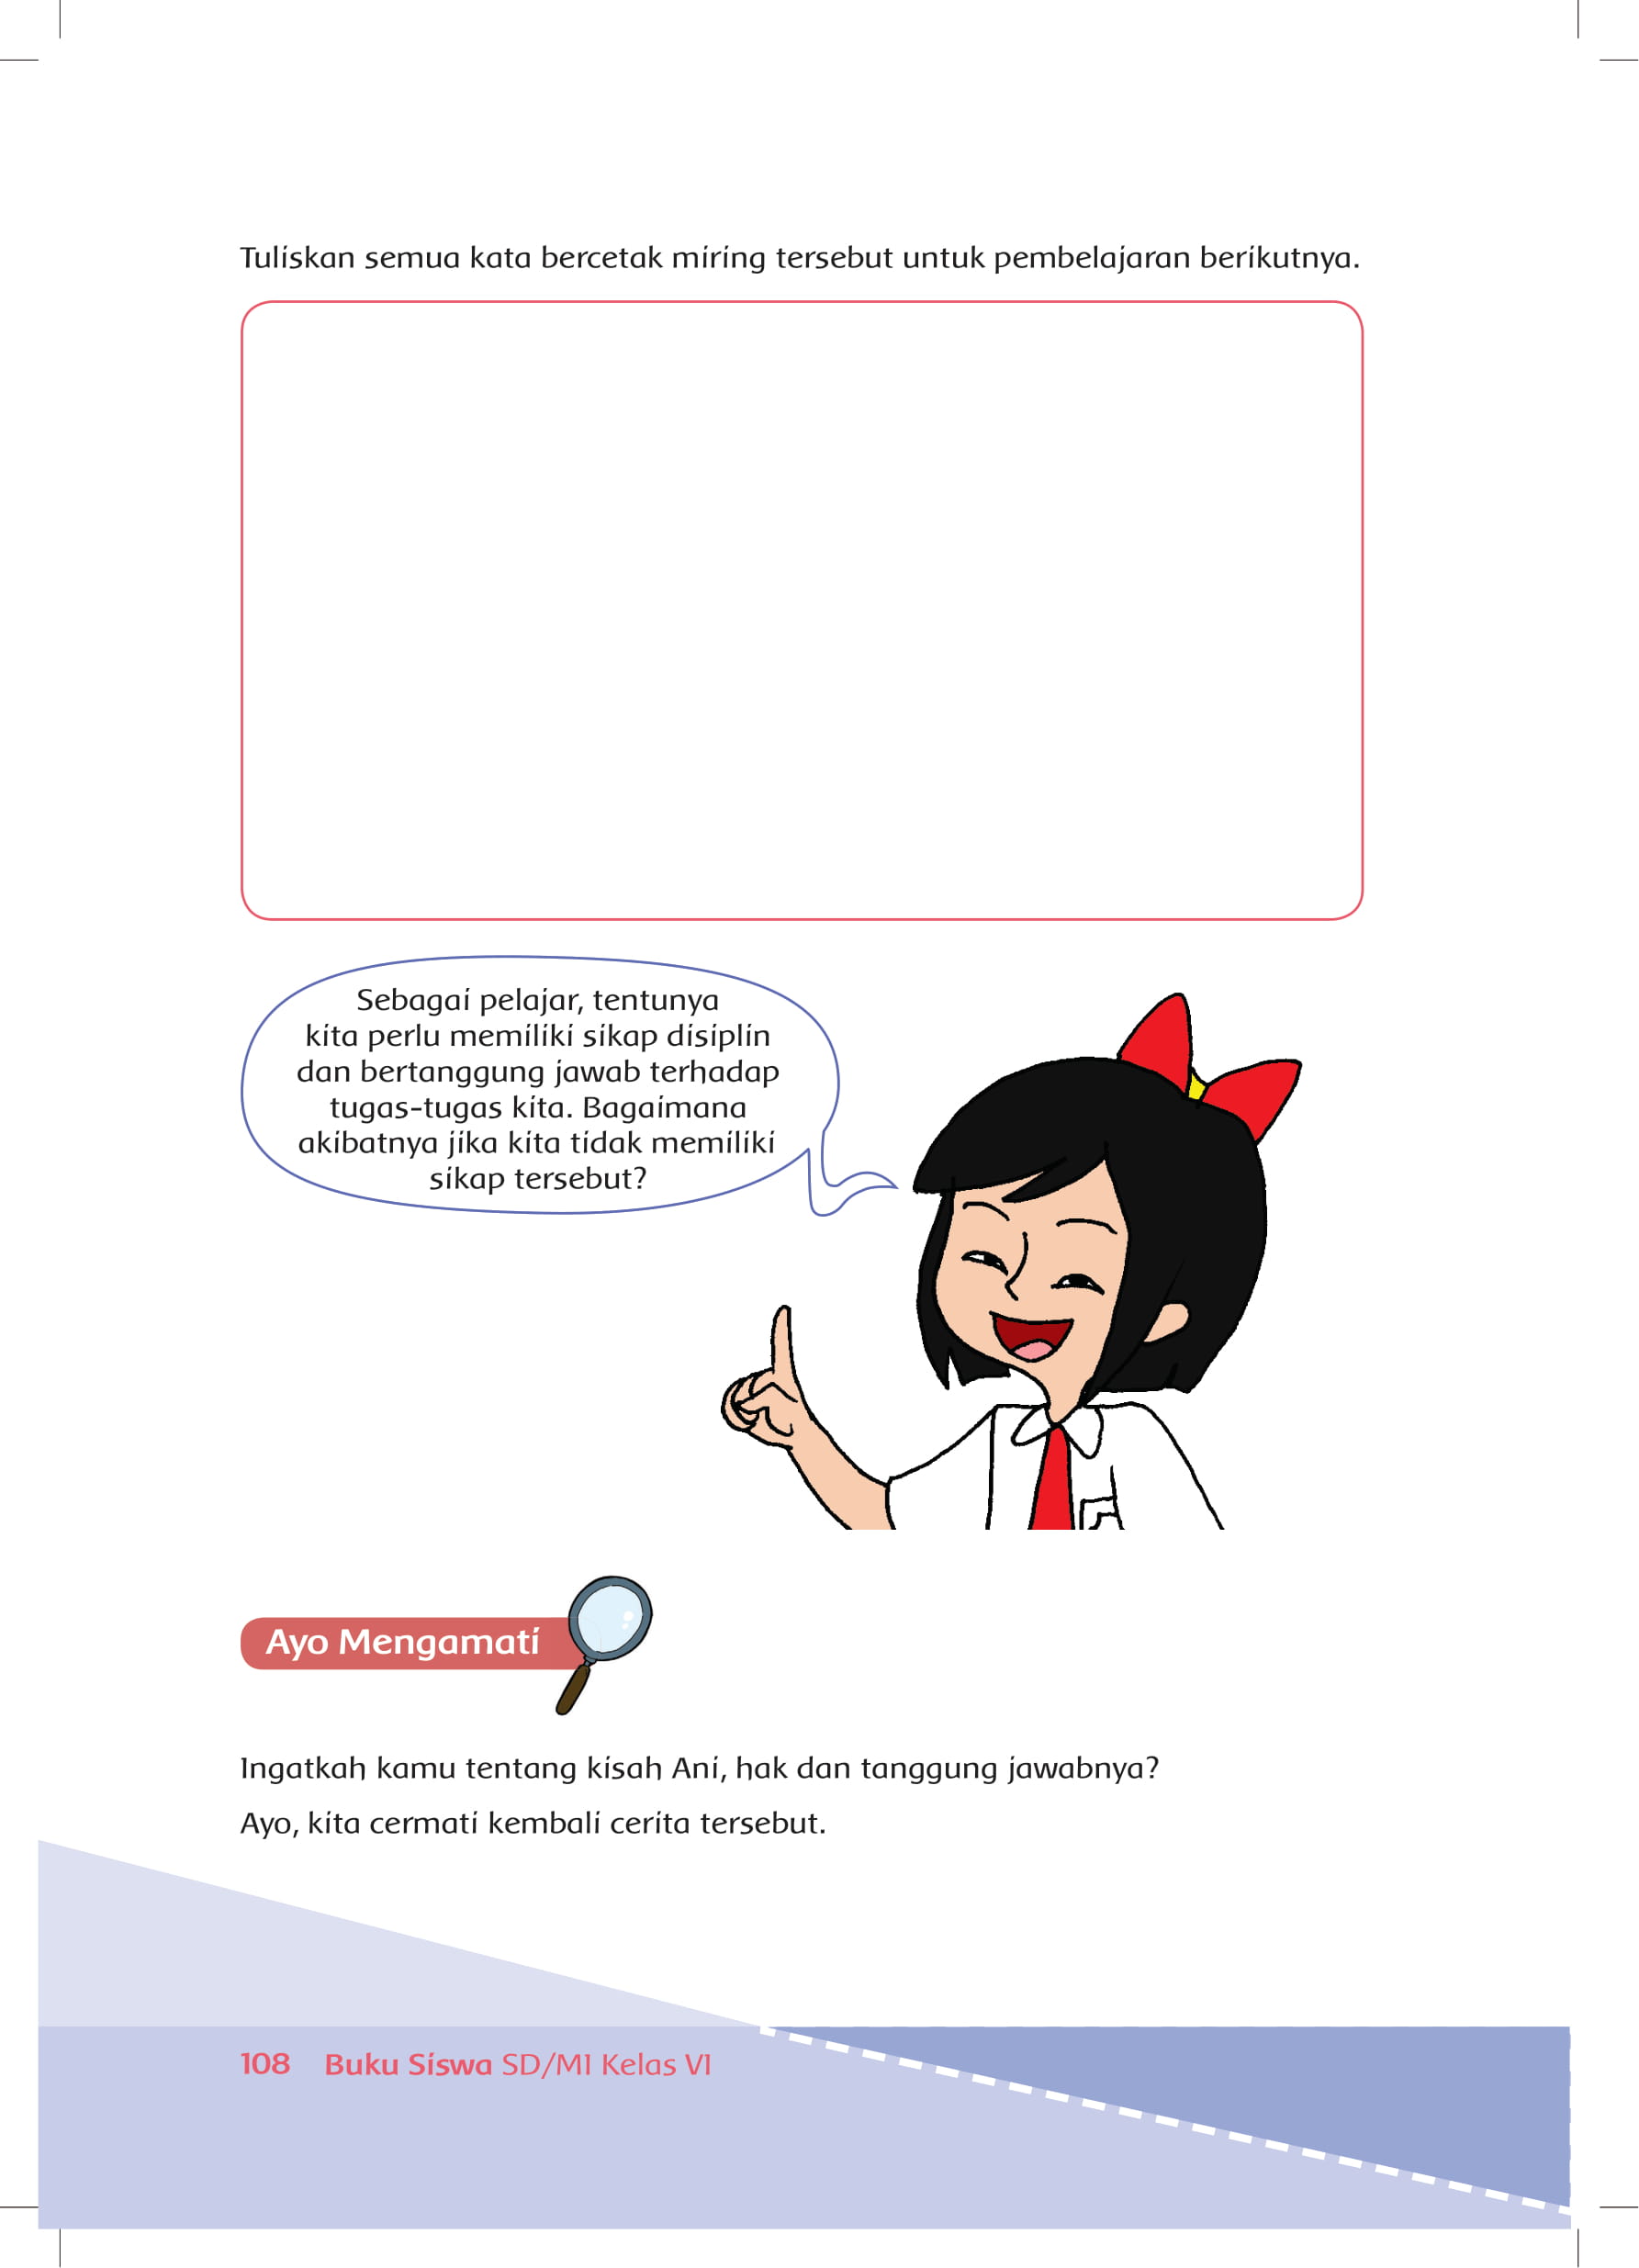 Tuliskan semua kata bercetak miring tersebut untuk pembelajaran berikutnya.
Sebagai pelajar, tentunya
kita perlu memiliki sikap disiplin
dan bertanggung jawab terhadap
tugas-tugas kita. Bagaimana
akibatnya jika kita tidak memiliki
sikap tersebut?
Ayo Mengamati
Ingatkah kamu tentang kisah Ani, hak dan tanggung jawabnya?
Ayo, kita cermati kembali cerita tersebut.
108 Buku Siswa SD/MI Kelas VI